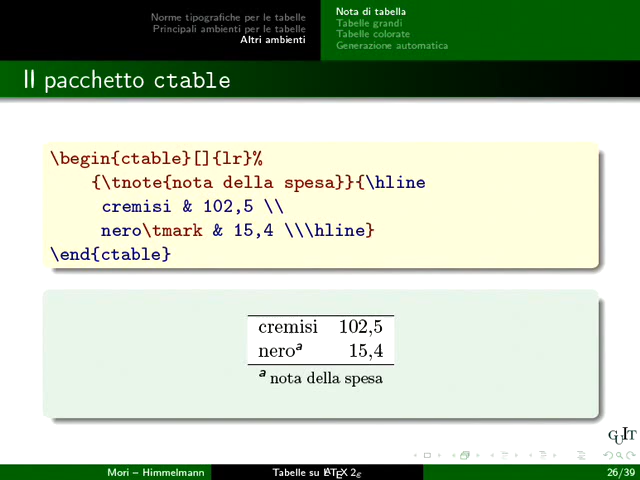 Norme tipografiche per le tabelle
Principali ambienti per le tabelle
Altri ambienti
Nota di tabella
Tabelle grandi
Tabelle colorate
Generazione automatica
Il pacchetto ctable
\begin{ctable}[]{lr}%
{\tnote{nota della spesa}}{\hline
cremisi & 102,5 \\
nero\tmark & 15,4 \\\hline}
\end{ctable}
cremisi 102,5
neroᵃ 15,4
ᵃ nota della spesa
GUIT
Mori – Himmelmann
Tabelle su LATEX 2ε
26/39